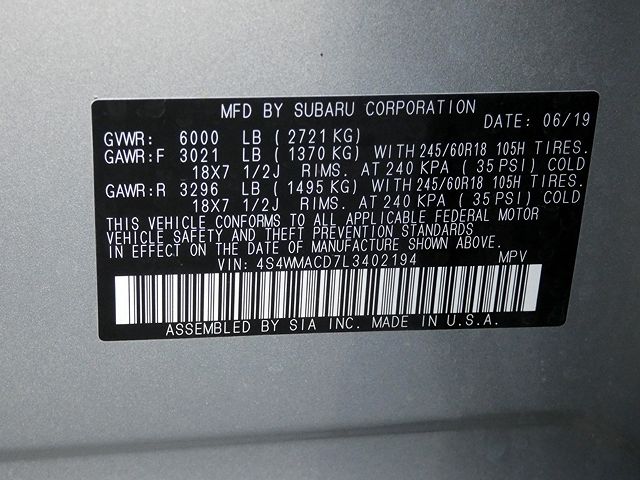 MFD BY SUBARU CORPORATION
DATE: 06/19
GVWR: 6000 LB (2721 KG)
GAWR:F 3021 LB (1370 KG) WITH 245/60R18 105H TIRES.
18X7 1/2J RIMS. AT 240 KPA (35 PSI) COLD
GAWR:R 3296 LB (1495 KG) WITH 245/60R18 105H TIRES.
18X7 1/2J RIMS. AT 240 KPA (35 PSI) COLD
THIS VEHICLE CONFORMS TO ALL APPLICABLE FEDERAL MOTOR
VEHICLE SAFETY AND THEFT PREVENTION STANDARDS
IN EFFECT ON THE DATE OF MANUFACTURE SHOWN ABOVE.
VIN: 4S4WMACD7L3402194 MPV
ASSEMBLED BY SIA INC. MADE IN U.S.A.